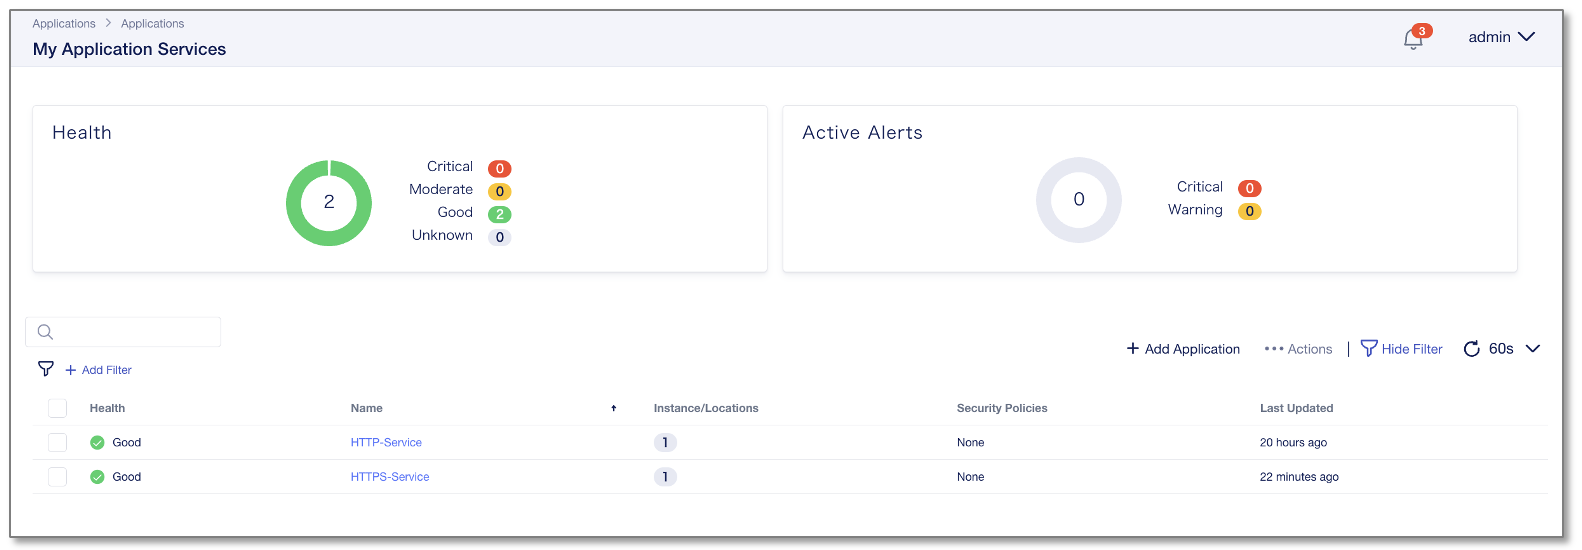 Applications > Applications
My Application Services
3
admin
Health
2
Critical 0
Moderate 0
Good 2
Unknown 0
Active Alerts
0
Critical 0
Warning 0
+ Add Application ••• Actions | Hide Filter 60s
+ Add Filter
Health Name Instance/Locations Security Policies Last Updated
Good HTTP-Service 1 None 20 hours ago
Good HTTPS-Service 1 None 22 minutes ago